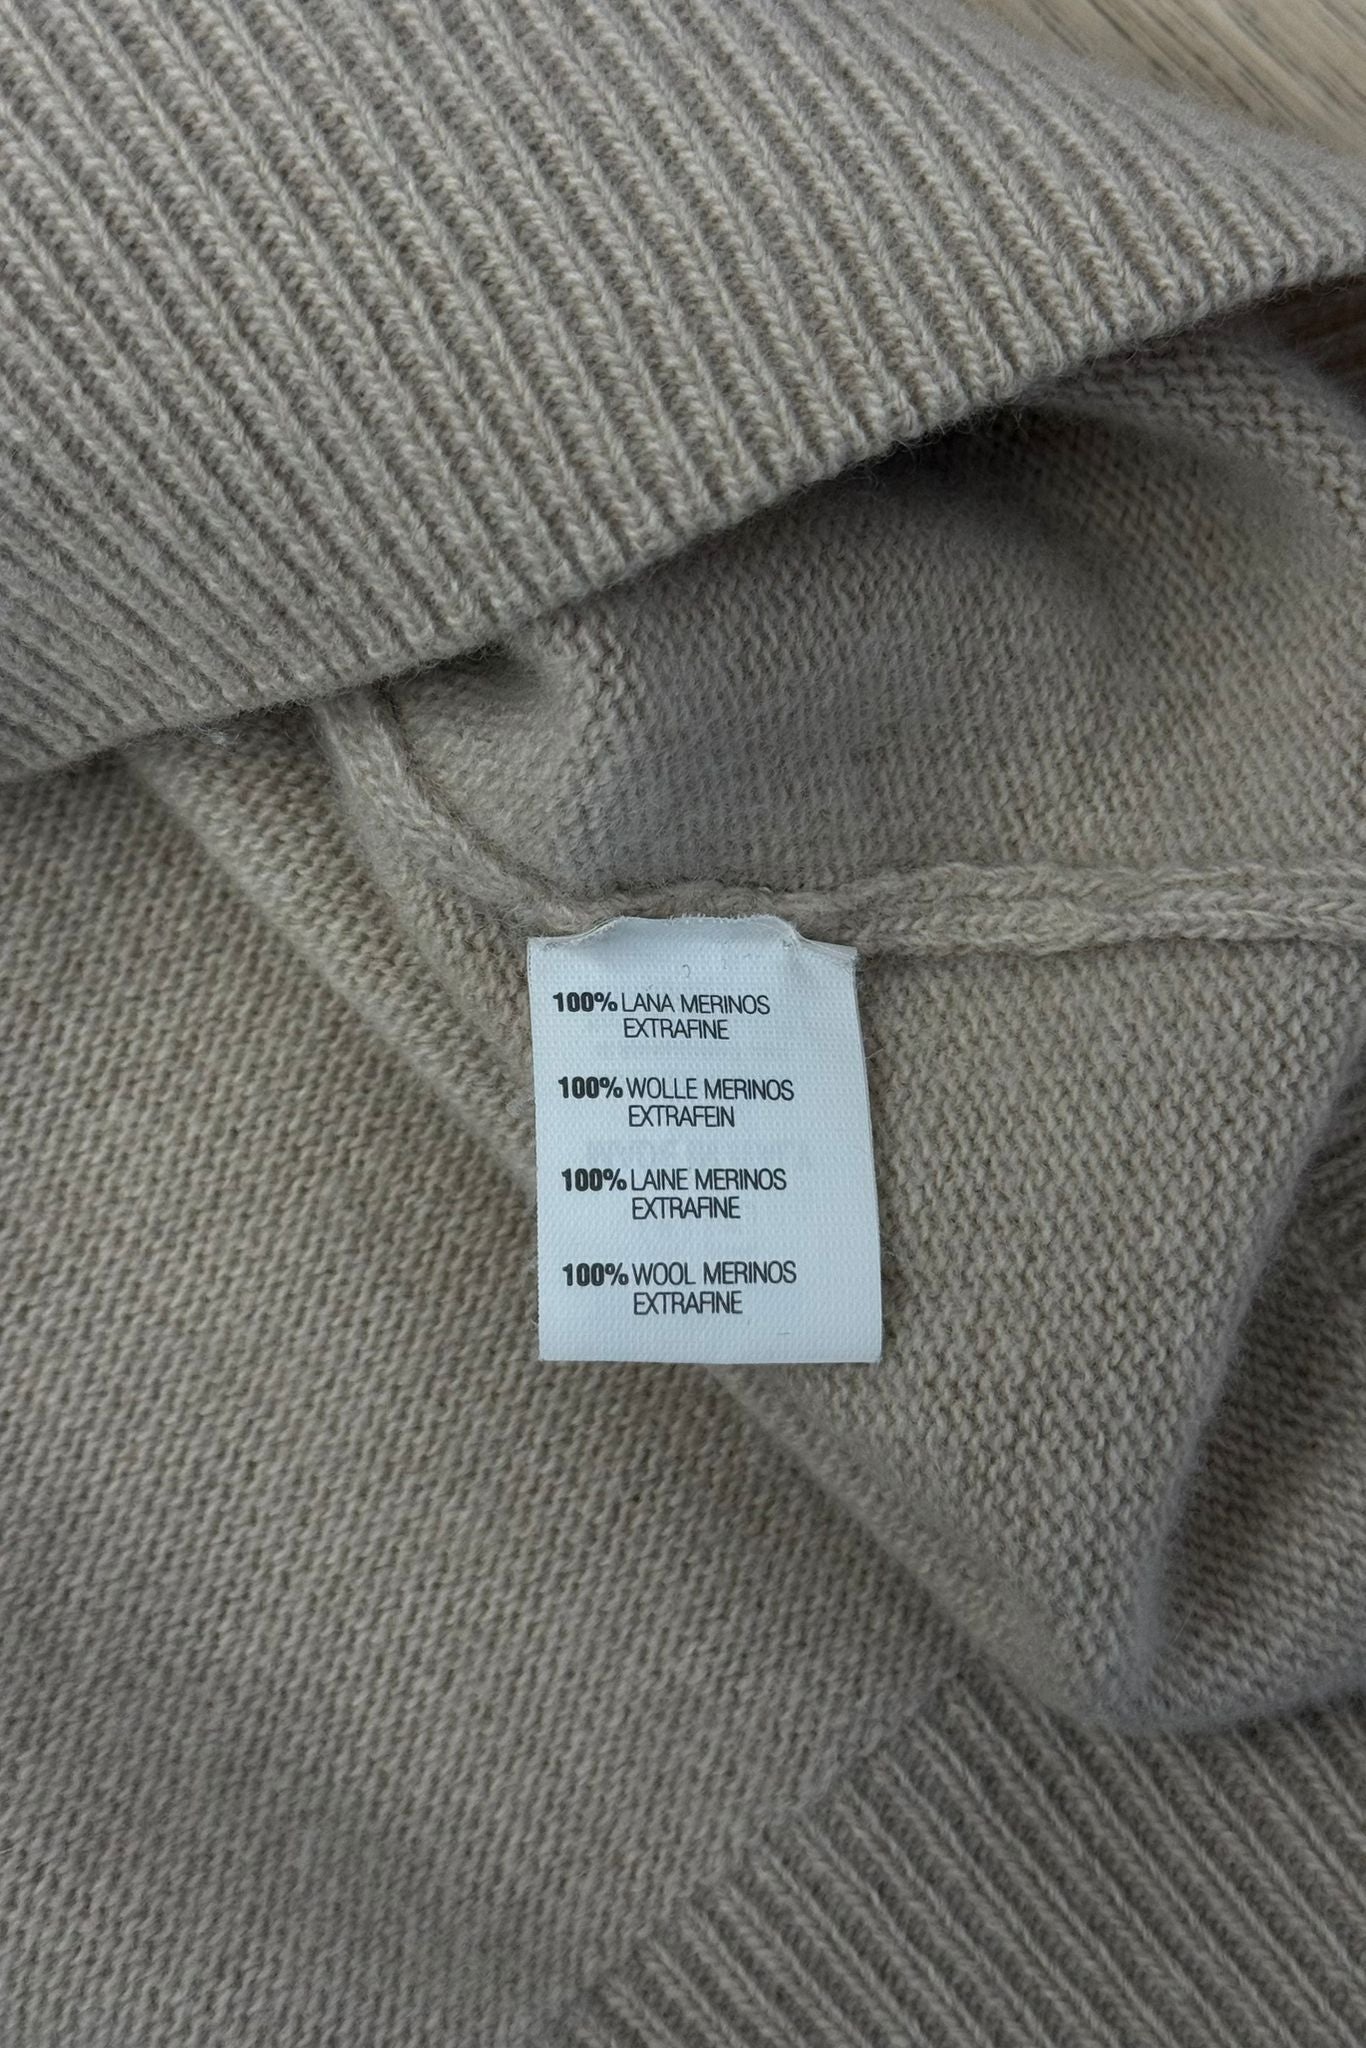 100% LANA MERINOS
EXTRAFINE
100% WOLLE MERINOS
EXTRAFEIN
100% LAINE MERINOS
EXTRAFINE
100% WOOL MERINOS
EXTRAFINE